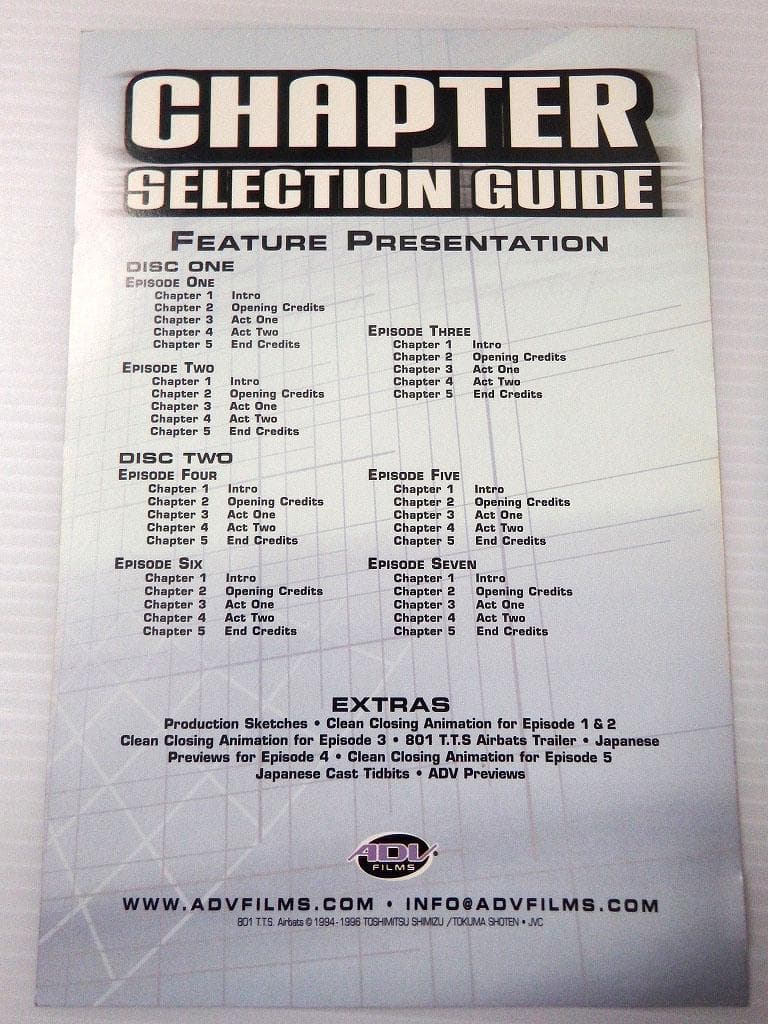 CHAPTER
SELECTION GUIDE
FEATURE PRESENTATION
DISC ONE
EPISODE ONE
Chapter 1 Intro
Chapter 2 Opening Credits
Chapter 3 Act One
Chapter 4 Act Two
Chapter 5 End Credits
EPISODE TWO
Chapter 1 Intro
Chapter 2 Opening Credits
Chapter 3 Act One
Chapter 4 Act Two
Chapter 5 End Credits
EPISODE THREE
Chapter 1 Intro
Chapter 2 Opening Credits
Chapter 3 Act One
Chapter 4 Act Two
Chapter 5 End Credits
DISC TWO
EPISODE FOUR
Chapter 1 Intro
Chapter 2 Opening Credits
Chapter 3 Act One
Chapter 4 Act Two
Chapter 5 End Credits
EPISODE FIVE
Chapter 1 Intro
Chapter 2 Opening Credits
Chapter 3 Act One
Chapter 4 Act Two
Chapter 5 End Credits
EPISODE SIX
Chapter 1 Intro
Chapter 2 Opening Credits
Chapter 3 Act One
Chapter 4 Act Two
Chapter 5 End Credits
EPISODE SEVEN
Chapter 1 Intro
Chapter 2 Opening Credits
Chapter 3 Act One
Chapter 4 Act Two
Chapter 5 End Credits
EXTRAS
Production Sketches • Clean Closing Animation for Episode 1 & 2
Clean Closing Animation for Episode 3 • 801 T.T.S Airbats Trailer • Japanese
Previews for Episode 4 • Clean Closing Animation for Episode 5
Japanese Cast Tidbits • ADV Previews
ADV
FILMS
WWW.ADVFILMS.COM • INFO@ADVFILMS.COM
801 T.T.S. Airbats © 1994-1996 TOSHIMITSU SHIMIZU / TOKUMA SHOTEN • JVC